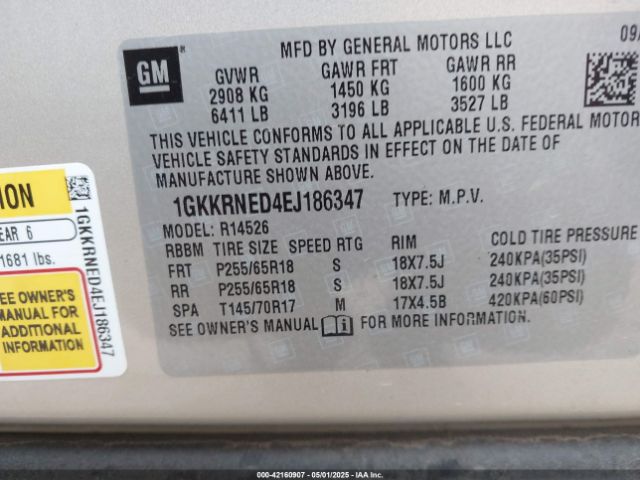 GM
MFD BY GENERAL MOTORS LLC
09/
GVWR GAWR FRT GAWR RR
2908 KG 1450 KG 1600 KG
6411 LB 3196 LB 3527 LB
THIS VEHICLE CONFORMS TO ALL APPLICABLE U.S. FEDERAL MOTOR
VEHICLE SAFETY STANDARDS IN EFFECT ON THE DATE OF
MANUFACTURE SHOWN ABOVE.
1GKKRNED4EJ186347 TYPE: M.P.V.
MODEL: R14526
RBBM TIRE SIZE SPEED RTG RIM COLD TIRE PRESSURE
FRT P255/65R18 S 18X7.5J 240KPA(35PSI)
RR P255/65R18 S 18X7.5J 240KPA(35PSI)
SPA T145/70R17 M 17X4.5B 420KPA(60PSI)
SEE OWNER'S MANUAL i FOR MORE INFORMATION.
ION
EAR 6
1681 lbs.
SEE OWNER'S
MANUAL FOR
ADDITIONAL
INFORMATION
1GKKRNED4EJ186347
000-42160907 - 05/01/2025 - IAAI, Inc.